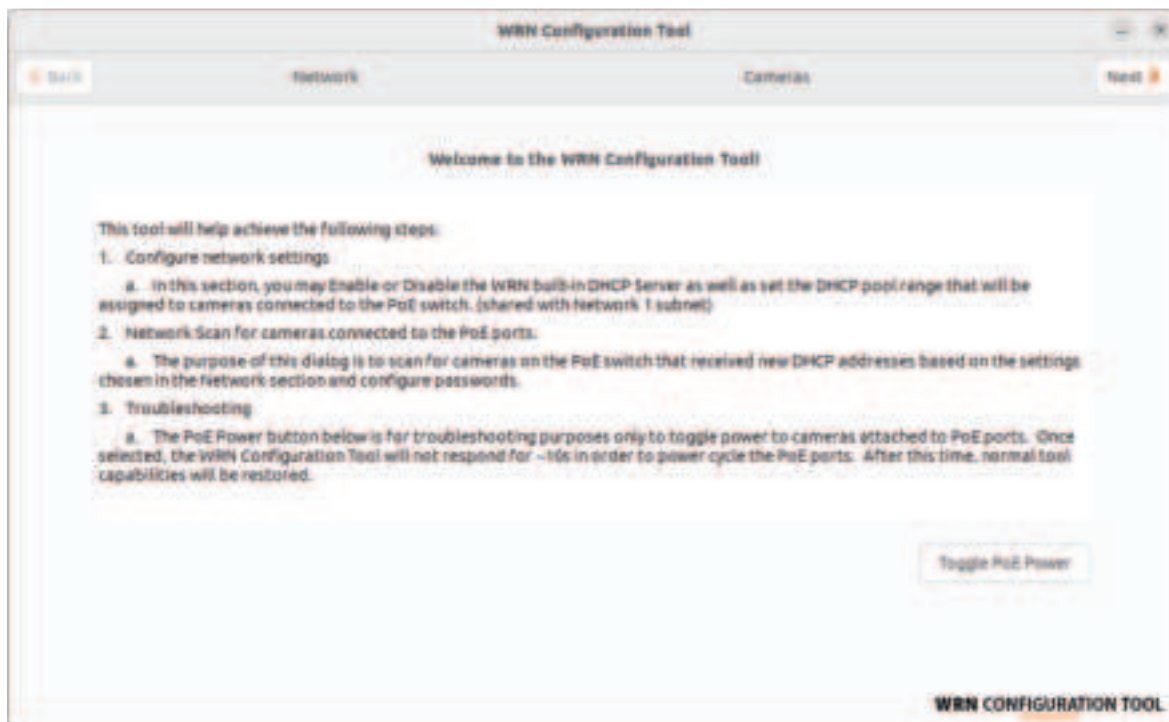 WRN Configuration Tool
Back
Network
Cameras
Next
Welcome to the WRN Configuration Tool!
This tool will help achieve the following steps:
1. Configure network settings
a. In this section, you may Enable or Disable the WRN built-in DHCP Server as well as set the DHCP pool range that will be
assigned to cameras connected to the PoE switch. (shared with Network 1 subnet)
2. Network Scan for cameras connected to the PoE ports.
a. The purpose of this dialog is to scan for cameras on the PoE switch that received new DHCP addresses based on the settings
chosen in the Network section and configure passwords.
3. Troubleshooting
a. The PoE Power button below is for troubleshooting purposes only to toggle power to cameras attached to PoE ports. Once
selected, the WRN Configuration Tool will not respond for ~10s in order to power cycle the PoE ports. After this time, normal tool
capabilities will be restored.
Toggle PoE Power
WRN CONFIGURATION TOOL